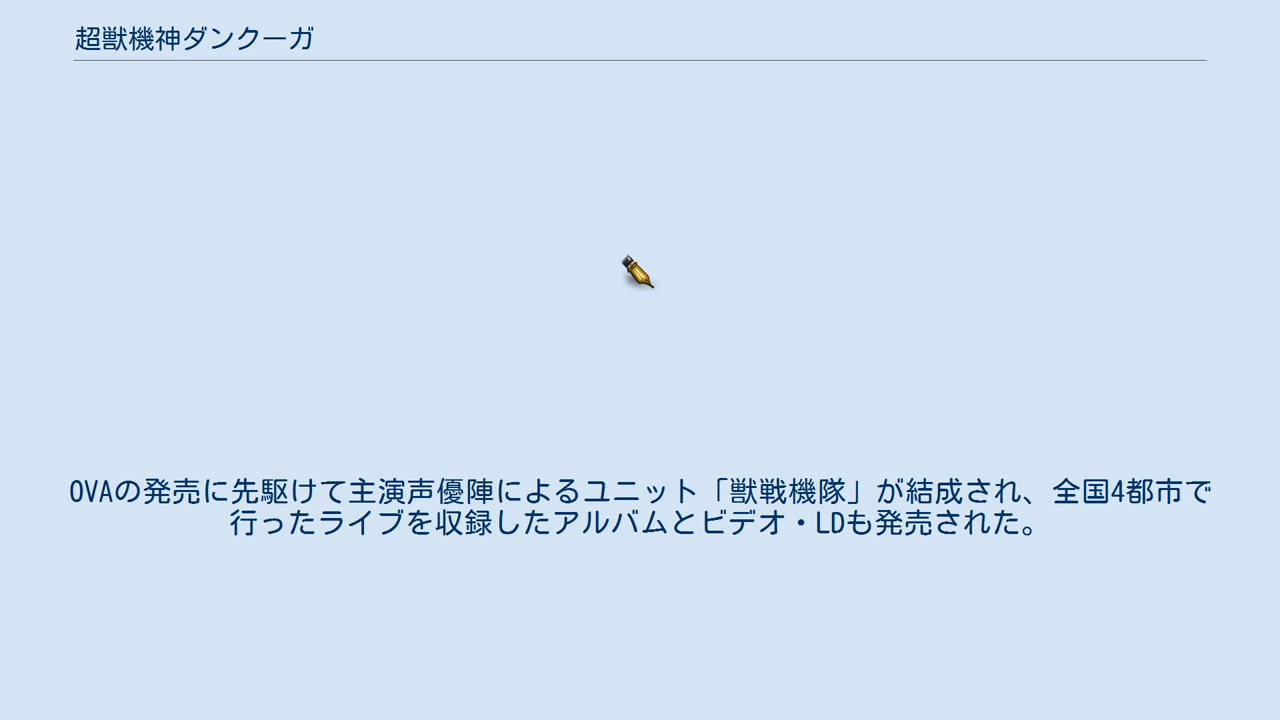 超獣機神ダンクーガ
OVAの発売に先駆けて主演声優陣によるユニット「獣戦機隊」が結成され、全国4都市で
行ったライブを収録したアルバムとビデオ・LDも発売された。